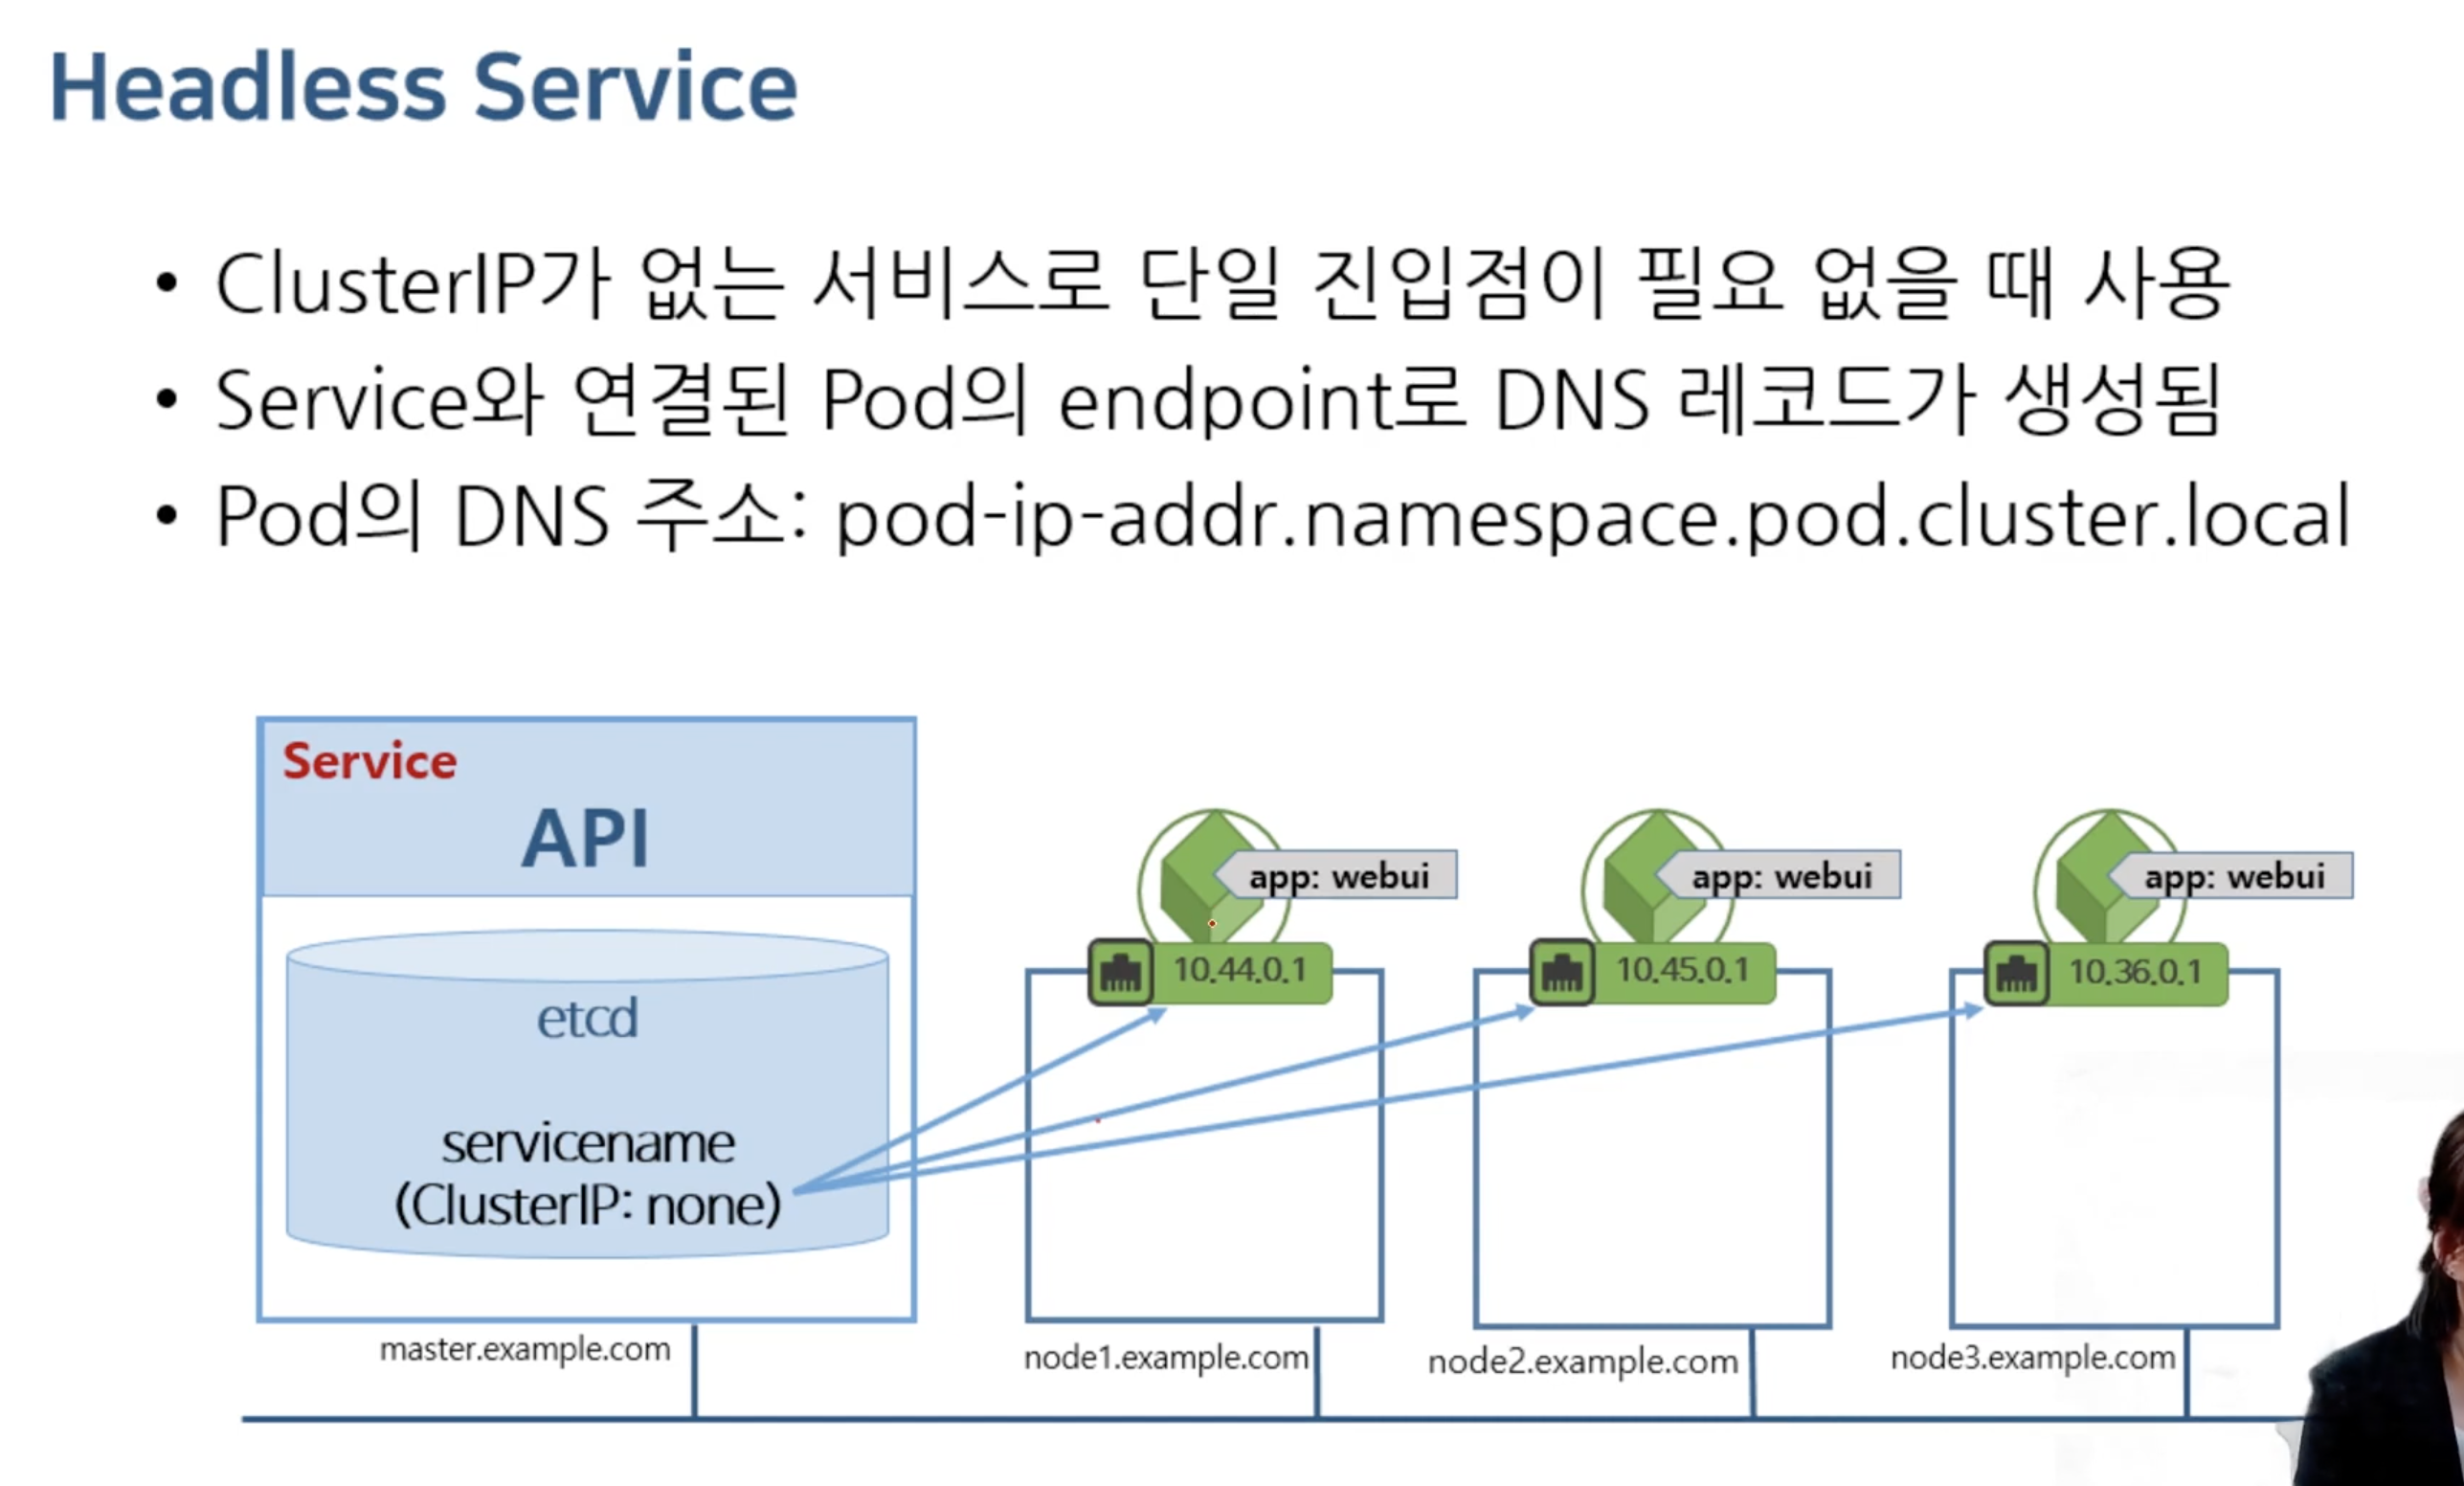 Headless Service
• ClusterIP가 없는 서비스로 단일 진입점이 필요 없을 때 사용
• Service와 연결된 Pod의 endpoint로 DNS 레코드가 생성됨
• Pod의 DNS 주소: pod-ip-addr.namespace.pod.cluster.local
Service
API
etcd
servicename
(ClusterIP: none)
master.example.com
app: webui
10.44.0.1
node1.example.com
app: webui
10.45.0.1
node2.example.com
app: webui
10.36.0.1
node3.example.com